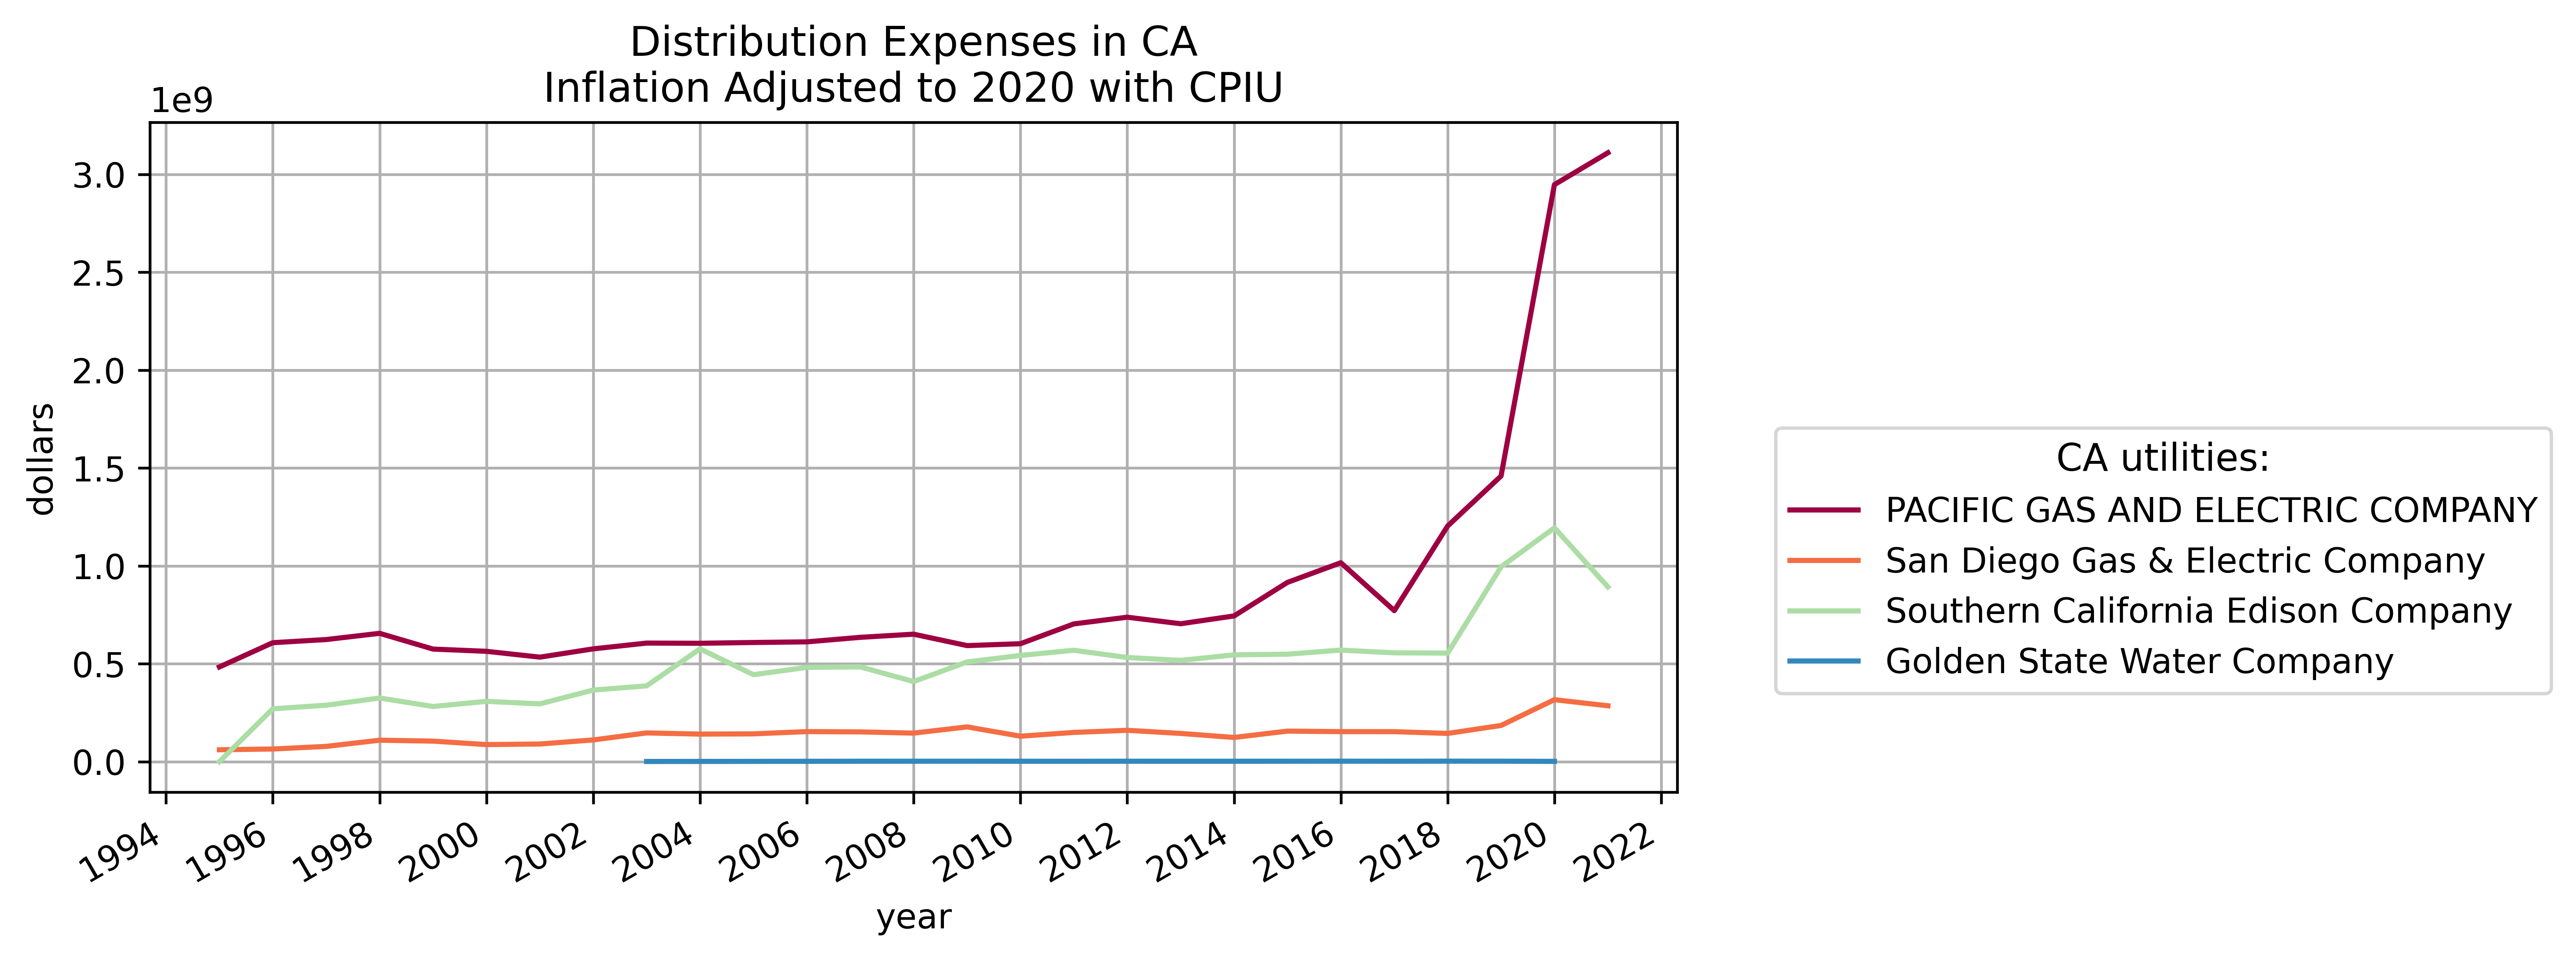 Distribution Expenses in CA
Inflation Adjusted to 2020 with CPIU
1e9
3.0
2.5
2.0
1.5
1.0
0.5
0.0
dollars
1994 1996 1998 2000 2002 2004 2006 2008 2010 2012 2014 2016 2018 2020 2022
year
CA utilities:
PACIFIC GAS AND ELECTRIC COMPANY
San Diego Gas & Electric Company
Southern California Edison Company
Golden State Water Company